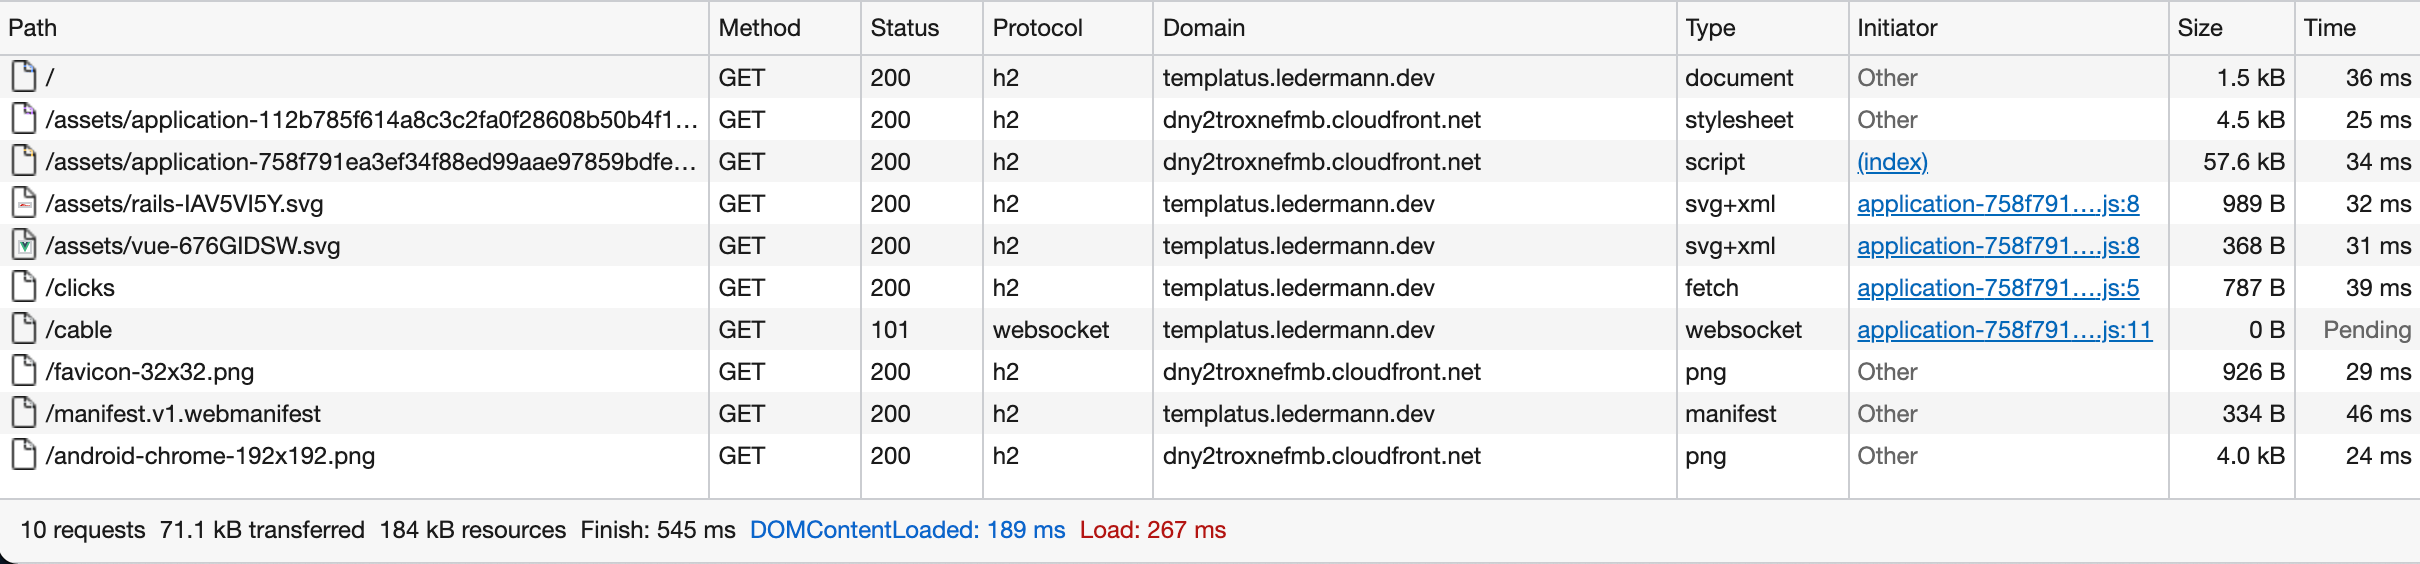 Path Method Status Protocol Domain Type Initiator Size Time
/ GET 200 h2 templatus.ledermann.dev document Other 1.5 kB 36 ms
/assets/application-112b785f614a8c3c2fa0f28608b50b4f1... GET 200 h2 dny2troxnefmb.cloudfront.net stylesheet Other 4.5 kB 25 ms
/assets/application-758f791ea3ef34f88ed99aae97859bdfe... GET 200 h2 dny2troxnefmb.cloudfront.net script (index) 57.6 kB 34 ms
/assets/rails-IAV5VI5Y.svg GET 200 h2 templatus.ledermann.dev svg+xml application-758f791....js:8 989 B 32 ms
/assets/vue-676GIDSW.svg GET 200 h2 templatus.ledermann.dev svg+xml application-758f791....js:8 368 B 31 ms
/clicks GET 200 h2 templatus.ledermann.dev fetch application-758f791....js:5 787 B 39 ms
/cable GET 101 websocket templatus.ledermann.dev websocket application-758f791....js:11 0 B Pending
/favicon-32x32.png GET 200 h2 dny2troxnefmb.cloudfront.net png Other 926 B 29 ms
/manifest.v1.webmanifest GET 200 h2 templatus.ledermann.dev manifest Other 334 B 46 ms
/android-chrome-192x192.png GET 200 h2 dny2troxnefmb.cloudfront.net png Other 4.0 kB 24 ms
10 requests 71.1 kB transferred 184 kB resources Finish: 545 ms DOMContentLoaded: 189 ms Load: 267 ms